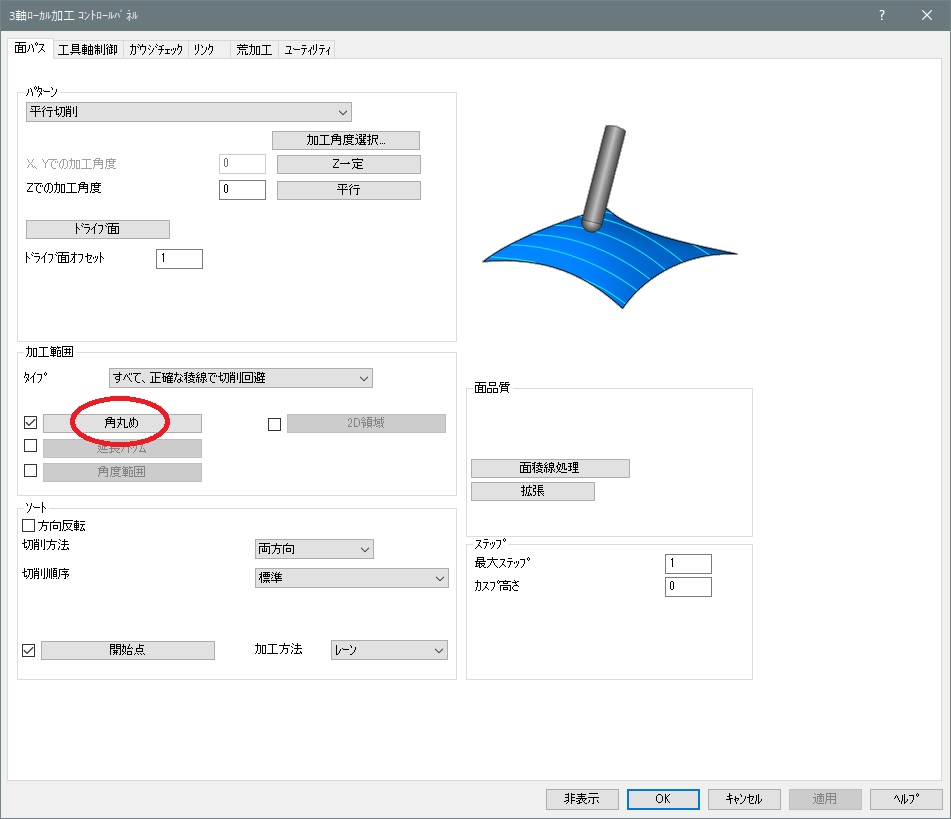 3軸ﾛｰｶﾙ加工 ｺﾝﾄﾛｰﾙﾊﾟﾈﾙ
面ﾊﾟｽ 工具軸制御 ｶﾞｳｼﾞﾁｪｯｸ ﾘﾝｸ 荒加工 ﾕｰﾃｨﾘﾃｨ
ﾊﾟﾀｰﾝ
平行切削
加工角度選択...
X、Yでの加工角度 0 Z一定
Zでの加工角度 0 平行
ﾄﾞﾗｲﾌﾞ面
ﾄﾞﾗｲﾌﾞ面ｵﾌｾｯﾄ 1
加工範囲
ﾀｲﾌﾟ すべて、正確な稜線で切削回避
角丸め 2D領域
延長/ﾄﾘﾑ
角度範囲
面品質
面稜線処理
拡張
ｿｰﾄ
方向反転
切削方法 両方向
切削順序 標準
開始点 加工方法 ﾚｰﾝ
ｽﾃｯﾌﾟ
最大ｽﾃｯﾌﾟ 1
ｶｽﾌﾟ高さ 0
非表示 OK ｷｬﾝｾﾙ 適用 ﾍﾙﾌﾟ